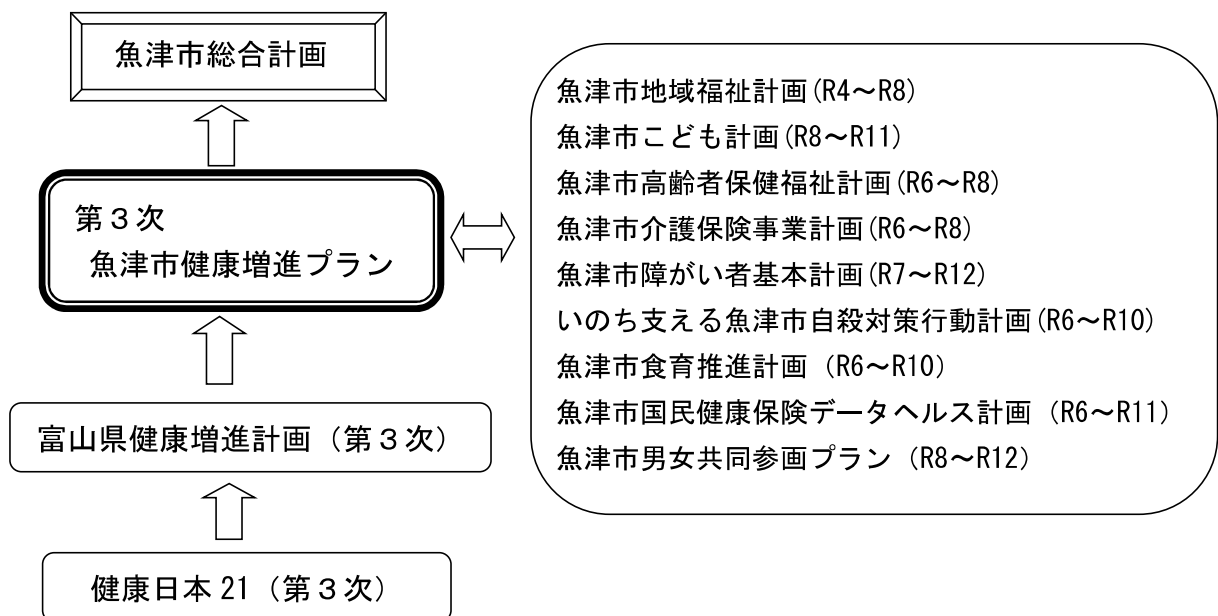 魚津市総合計画
第３次
魚津市健康増進プラン
富山県健康増進計画（第３次）
健康日本21（第３次）
魚津市地域福祉計画(R4～R8)
魚津市こども計画(R8～R11)
魚津市高齢者保健福祉計画(R6～R8)
魚津市介護保険事業計画(R6～R8)
魚津市障がい者基本計画(R7～R12)
いのち支える魚津市自殺対策行動計画(R6～R10)
魚津市食育推進計画（R6～R10）
魚津市国民健康保険データヘルス計画（R6～R11）
魚津市男女共同参画プラン（R8～R12）